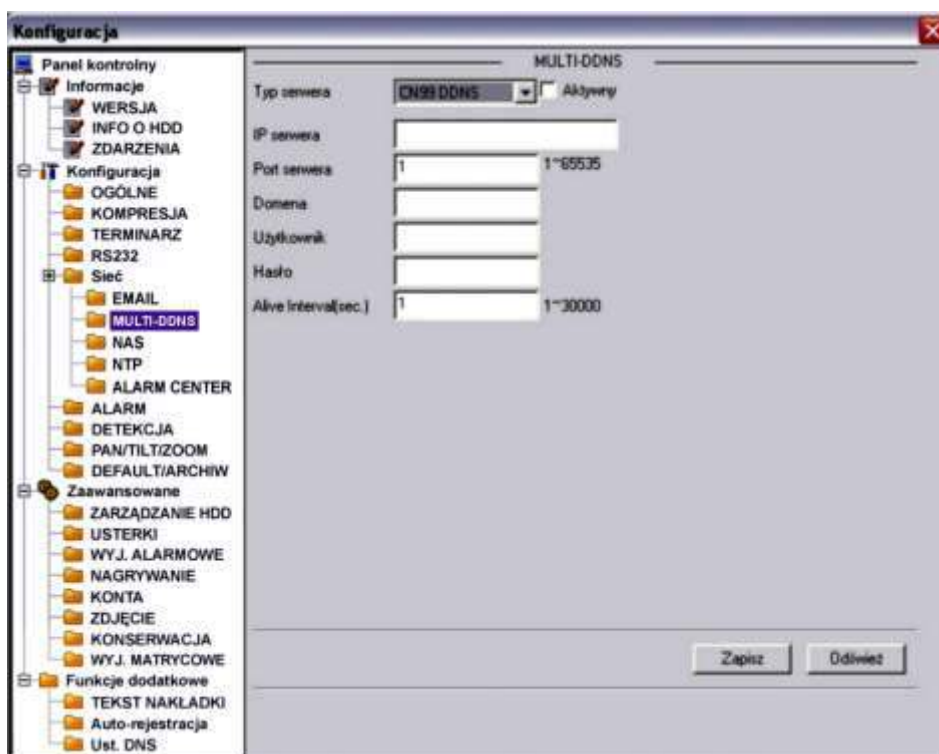 Konfiguracja
Panel kontrolny
Informacje
WERSJA
INFO O HDD
ZDARZENIA
Konfiguracja
OGÓLNE
KOMPRESJA
TERMINARZ
RS232
Sieć
EMAIL
MULTI-DDNS
NAS
NTP
ALARM CENTER
ALARM
DETEKCJA
PAN/TILT/ZOOM
DEFAULT/ARCHIW
Zaawansowane
ZARZĄDZANIE HDD
USTERKI
WYJ. ALARMOWE
NAGRYWANIE
KONTA
ZDJĘCIE
KONSERWACJA
WYJ. MATRYCOWE
Funkcje dodatkowe
TEKST NAKŁADKI
Auto-rejestracja
Ust. DNS
MULTI-DDNS
Typ serwera CN99 DDNS Aktywny
IP serwera
Port serwera 1 1~65535
Domena
Użytkownik
Hasło
Alive Interval(sec.) 1 1~30000
Zapisz Odśwież